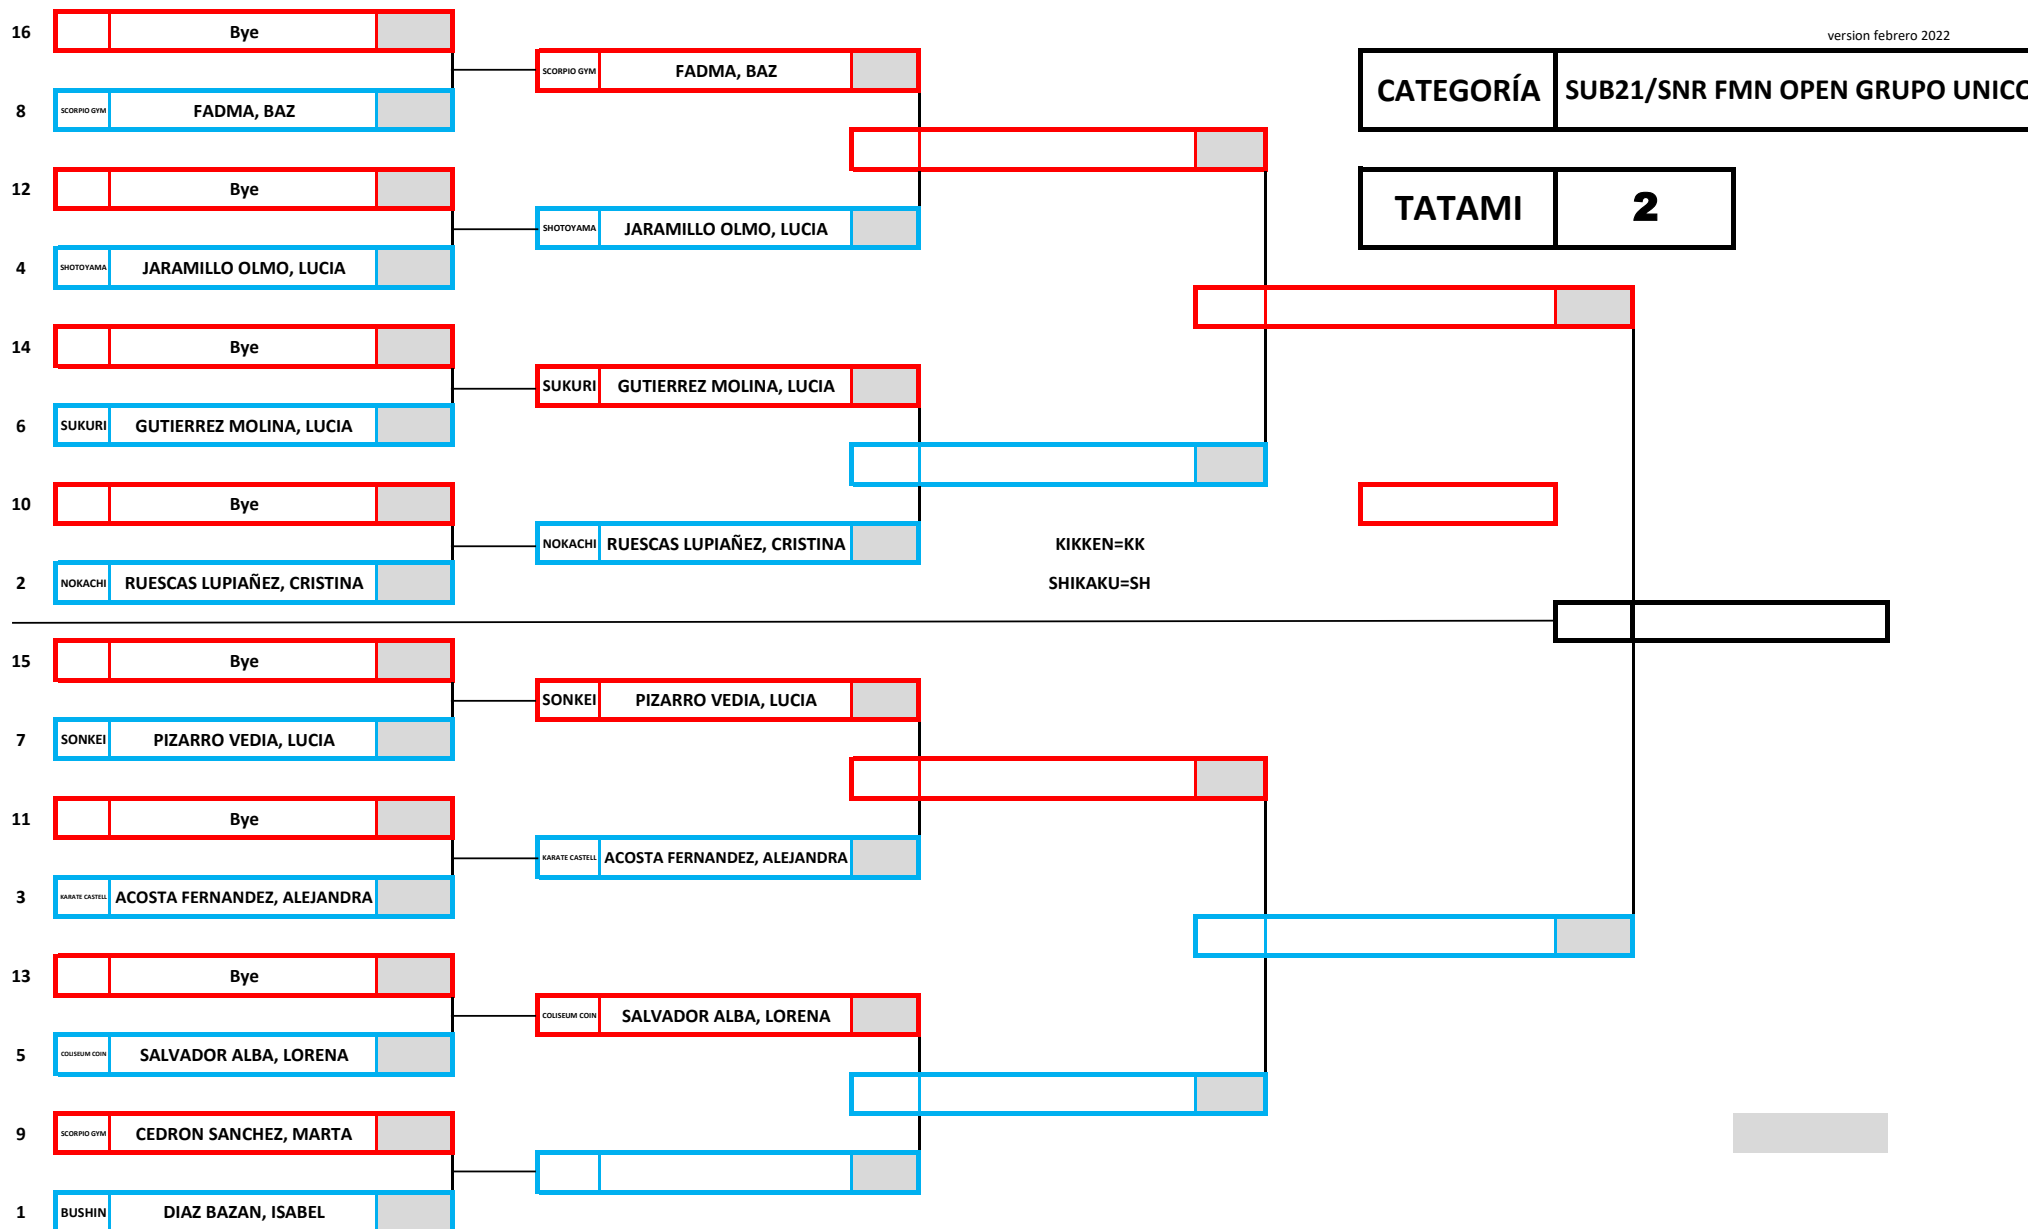 version febrero 2022
CATEGORÍA SUB21/SNR FMN OPEN GRUPO UNICO
TATAMI 2
16 Bye
8 SCORPIO GYM FADMA, BAZ
12 Bye
4 SHOTOYAMA JARAMILLO OLMO, LUCIA
14 Bye
6 SUKURI GUTIERREZ MOLINA, LUCIA
10 Bye
2 NOKACHI RUESCAS LUPIAÑEZ, CRISTINA
15 Bye
7 SONKEI PIZARRO VEDIA, LUCIA
11 Bye
3 KARATE CASTELL ACOSTA FERNANDEZ, ALEJANDRA
13 Bye
5 COLISEUM COIN SALVADOR ALBA, LORENA
9 SCORPIO GYM CEDRON SANCHEZ, MARTA
1 BUSHIN DIAZ BAZAN, ISABEL
SCORPIO GYM FADMA, BAZ
SHOTOYAMA JARAMILLO OLMO, LUCIA
SUKURI GUTIERREZ MOLINA, LUCIA
NOKACHI RUESCAS LUPIAÑEZ, CRISTINA
SONKEI PIZARRO VEDIA, LUCIA
KARATE CASTELL ACOSTA FERNANDEZ, ALEJANDRA
COLISEUM COIN SALVADOR ALBA, LORENA
KIKKEN=KK
SHIKAKU=SH